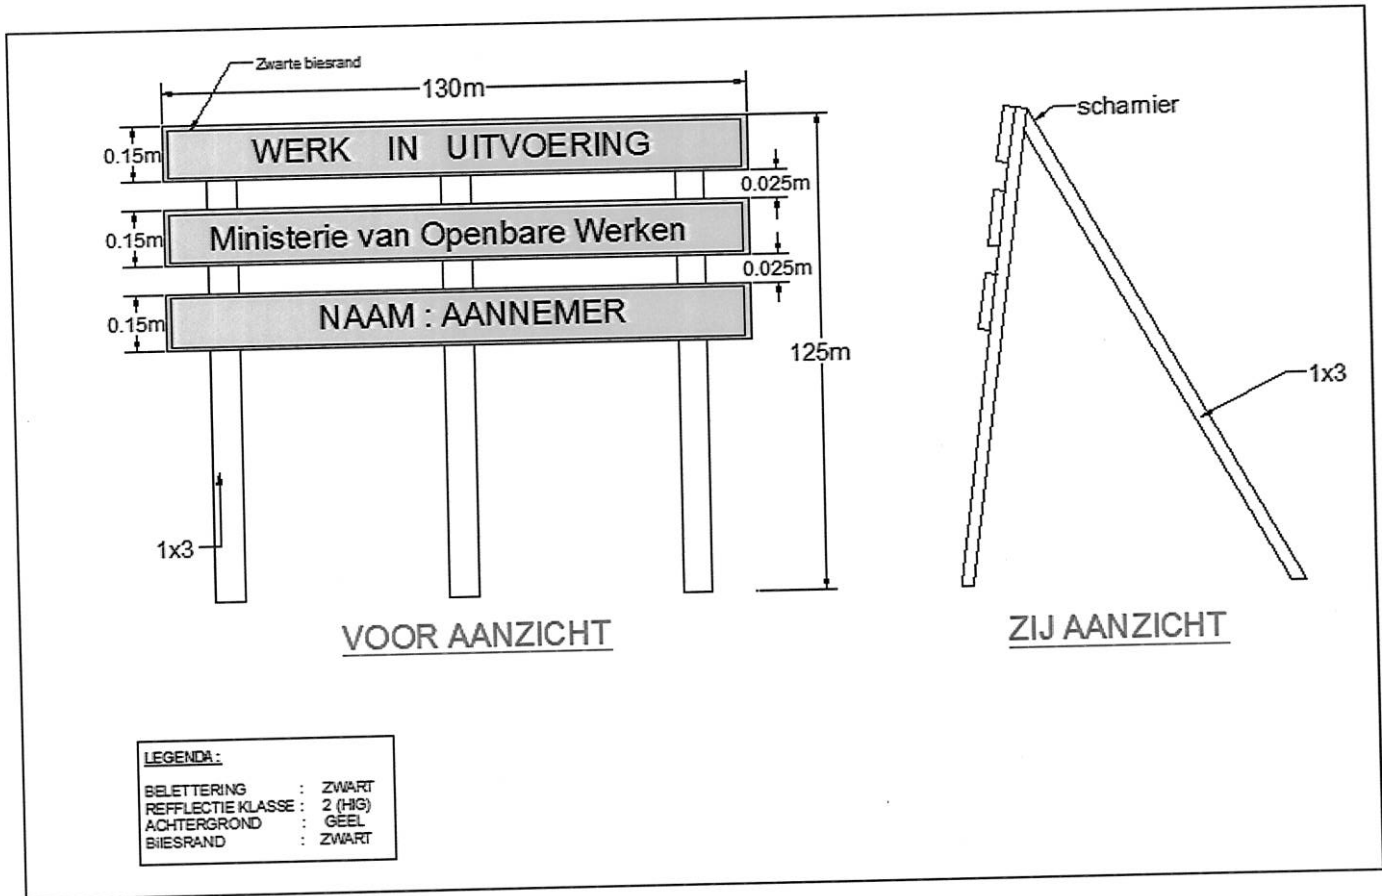 Zwarte biesrand
130m
scharnier
0.15m
WERK IN UITVOERING
0.025m
0.15m
Ministerie van Openbare Werken
0.025m
0.15m
NAAM : AANNEMER
125m
1x3
1x3
VOOR AANZICHT
ZIJ AANZICHT
LEGENDA :
BELETTERING : ZWART
REFFLECTIE KLASSE : 2 (HIG)
ACHTERGROND : GEEL
BIIESRAND : ZWART